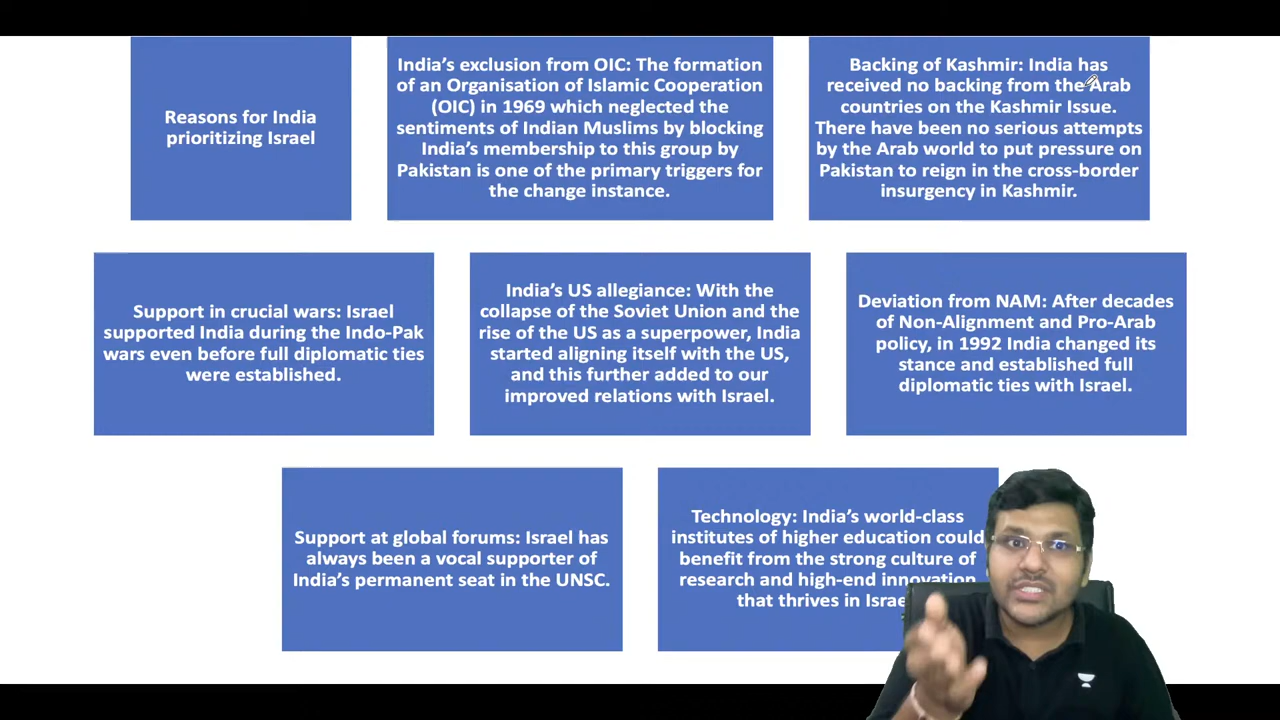 Reasons for India
prioritizing Israel
India's exclusion from OIC: The formation
of an Organisation of Islamic Cooperation
(OIC) in 1969 which neglected the
sentiments of Indian Muslims by blocking
India's membership to this group by
Pakistan is one of the primary triggers for
the change instance.
Backing of Kashmir: India has
received no backing from the Arab
countries on the Kashmir Issue.
There have been no serious attempts
by the Arab world to put pressure on
Pakistan to reign in the cross-border
insurgency in Kashmir.
Support in crucial wars: Israel
supported India during the Indo-Pak
wars even before full diplomatic ties
were established.
India's US allegiance: With the
collapse of the Soviet Union and the
rise of the US as a superpower, India
started aligning itself with the US,
and this further added to our
improved relations with Israel.
Deviation from NAM: After decades
of Non-Alignment and Pro-Arab
policy, in 1992 India changed its
stance and established full
diplomatic ties with Israel.
Support at global forums: Israel has
always been a vocal supporter of
India's permanent seat in the UNSC.
Technology: India's world-class
institutes of higher education could
benefit from the strong culture of
research and high-end innovation
that thrives in